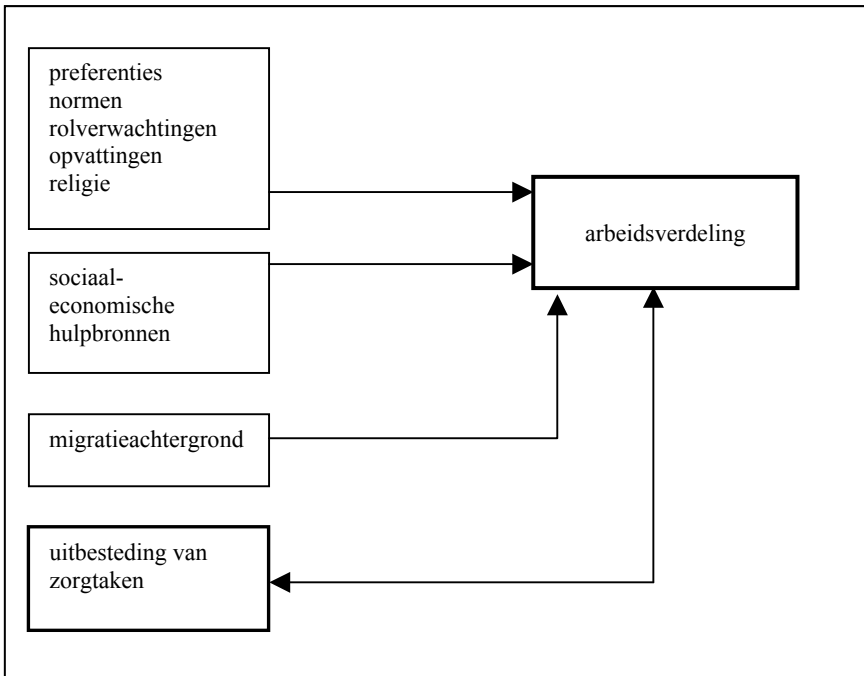 preferenties
normen
rolverwachtingen
opvattingen
religie
arbeidsverdeling
sociaal-
economische
hulpbronnen
migratieachtergrond
uitbesteding van
zorgtaken